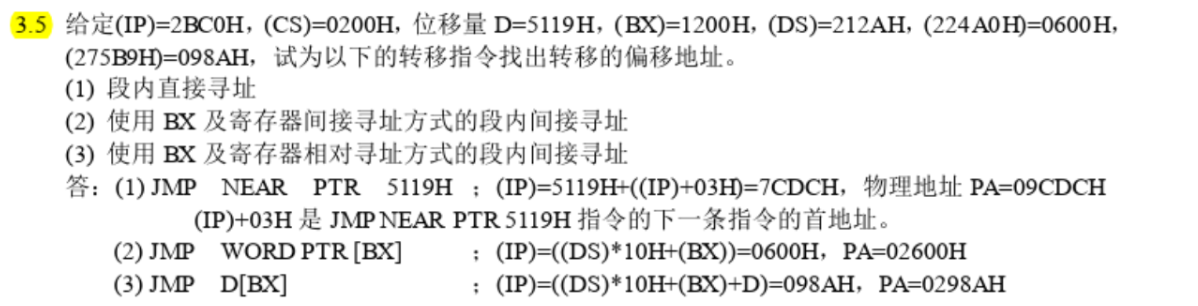 3.5 给定(IP)=2BC0H，(CS)=0200H，位移量 D=5119H，(BX)=1200H，(DS)=212AH，(224A0H)=0600H，
(275B9H)=098AH，试为以下的转移指令找出转移的偏移地址。
(1) 段内直接寻址
(2) 使用 BX 及寄存器间接寻址方式的段内间接寻址
(3) 使用 BX 及寄存器相对寻址方式的段内间接寻址
答：(1) JMP NEAR PTR 5119H ；(IP)=5119H+((IP)+03H)=7CDCH，物理地址 PA=09CDCH
(IP)+03H 是 JMP NEAR PTR 5119H 指令的下一条指令的首地址。
(2) JMP WORD PTR [BX] ；(IP)=((DS)*10H+(BX))=0600H，PA=02600H
(3) JMP D[BX] ；(IP)=((DS)*10H+(BX)+D)=098AH，PA=0298AH